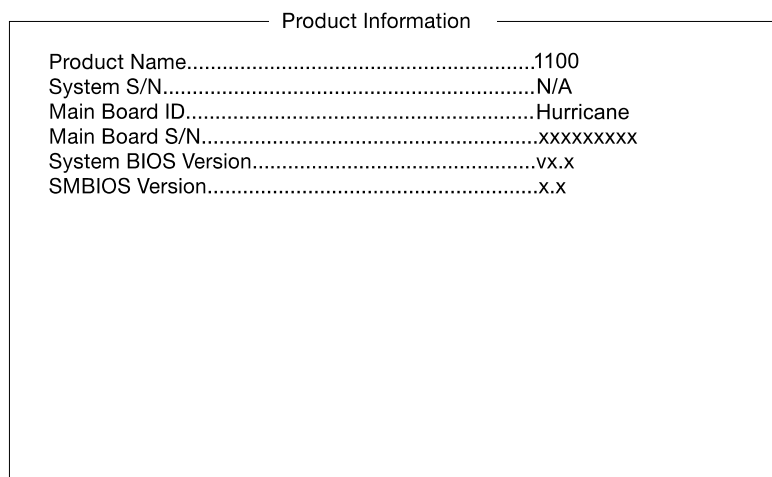 Product Information
Product Name..........................................................1100
System S/N..............................................................N/A
Main Board ID..........................................................Hurricane
Main Board S/N........................................................xxxxxxxxx
System BIOS Version................................................vx.x
SMBIOS Version........................................................x.x